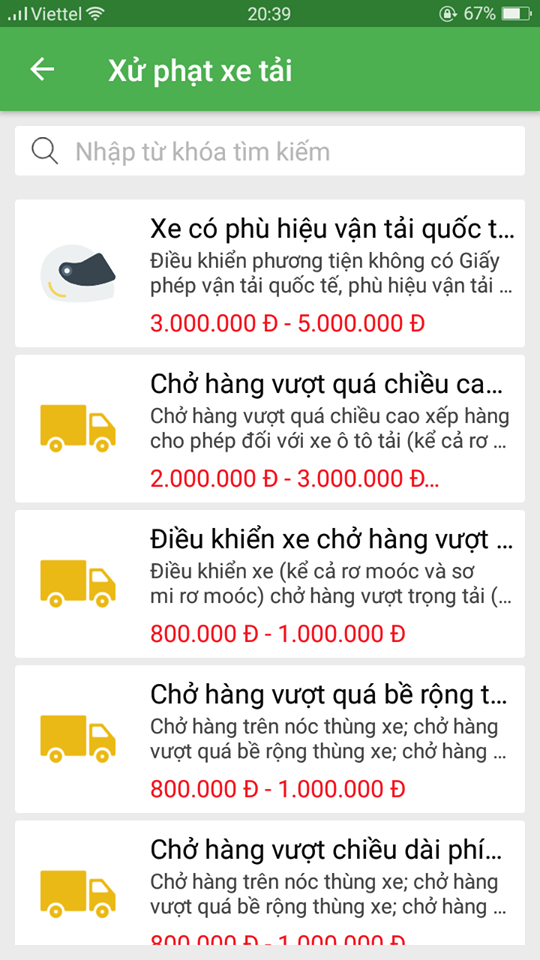 Viettel 20:39 67%
Xử phạt xe tải
Nhập từ khóa tìm kiếm
Xe có phù hiệu vận tải quốc t...
Điều khiển phương tiện không có Giấy
phép vận tải quốc tế, phù hiệu vận tải ...
3.000.000 Đ - 5.000.000 Đ
Chở hàng vượt quá chiều ca...
Chở hàng vượt quá chiều cao xếp hàng
cho phép đối với xe ô tô tải (kể cả rơ ...
2.000.000 Đ - 3.000.000 Đ...
Điều khiển xe chở hàng vượt ...
Điều khiển xe (kể cả rơ moóc và sơ
mi rơ moóc) chở hàng vượt trọng tải (...
800.000 Đ - 1.000.000 Đ
Chở hàng vượt quá bề rộng t...
Chở hàng trên nóc thùng xe; chở hàng
vượt quá bề rộng thùng xe; chở hàng ...
800.000 Đ - 1.000.000 Đ
Chở hàng vượt chiều dài phí...
Chở hàng trên nóc thùng xe; chở hàng
vượt quá bề rộng thùng xe; chở hàng ...
800.000 Đ - 1.000.000 Đ